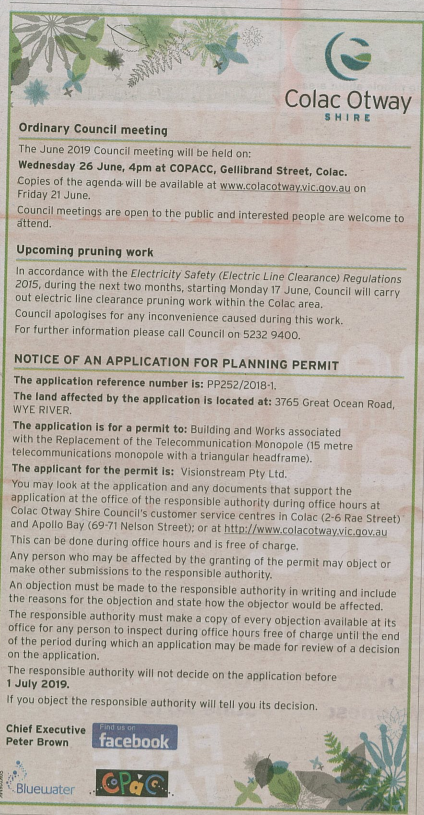 Colac Otway
SHIRE
Ordinary Council meeting
The June 2019 Council meeting will be held on:
Wednesday 26 June, 4pm at COPACC, Gellibrand Street, Colac.
Copies of the agenda will be available at www.colacotway.vic.gov.au on
Friday 21 June.
Council meetings are open to the public and interested people are welcome to
attend.
Upcoming pruning work
In accordance with the Electricity Safety (Electric Line Clearance) Regulations
2015, during the next two months, starting Monday 17 June, Council will carry
out electric line clearance pruning work within the Colac area.
Council apologises for any inconvenience caused during this work.
For further information please call Council on 5232 9400.
NOTICE OF AN APPLICATION FOR PLANNING PERMIT
The application reference number is: PP252/2018-1.
The land affected by the application is located at: 3765 Great Ocean Road,
WYE RIVER.
The application is for a permit to: Building and Works associated
with the Replacement of the Telecommunication Monopole (15 metre
telecommunications monopole with a triangular headframe).
The applicant for the permit is: Visionstream Pty Ltd.
You may look at the application and any documents that support the
application at the office of the responsible authority during office hours at
Colac Otway Shire Council's customer service centres in Colac (2-6 Rae Street)
and Apollo Bay (69-71 Nelson Street); or at http://www.colacotway.vic.gov.au
This can be done during office hours and is free of charge.
Any person who may be affected by the granting of the permit may object or
make other submissions to the responsible authority.
An objection must be made to the responsible authority in writing and include
the reasons for the objection and state how the objector would be affected.
The responsible authority must make a copy of every objection available at its
office for any person to inspect during office hours free of charge until the end
of the period during which an application may be made for review of a decision
on the application.
The responsible authority will not decide on the application before
1 July 2019.
If you object the responsible authority will tell you its decision.
Chief Executive
Peter Brown
Find us on
facebook
Bluewater
COPACC